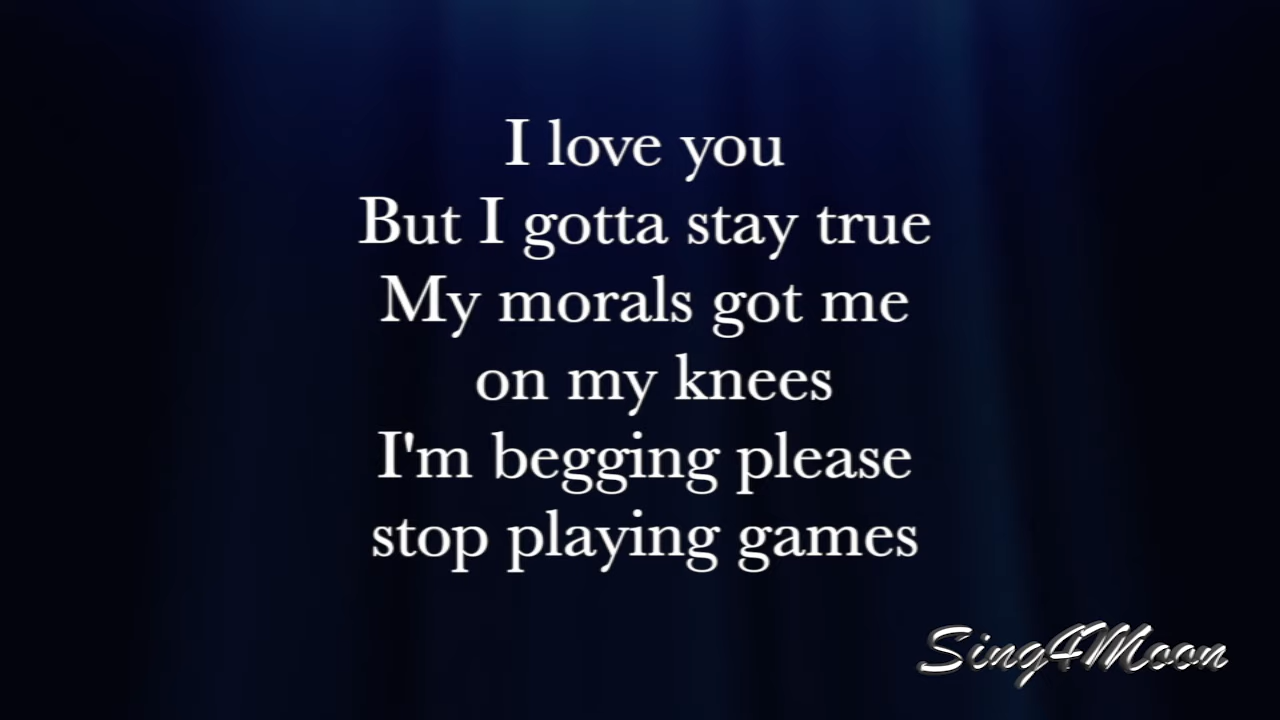 I love you
But I gotta stay true
My morals got me
on my knees
I'm begging please
stop playing games
Sing4Moon